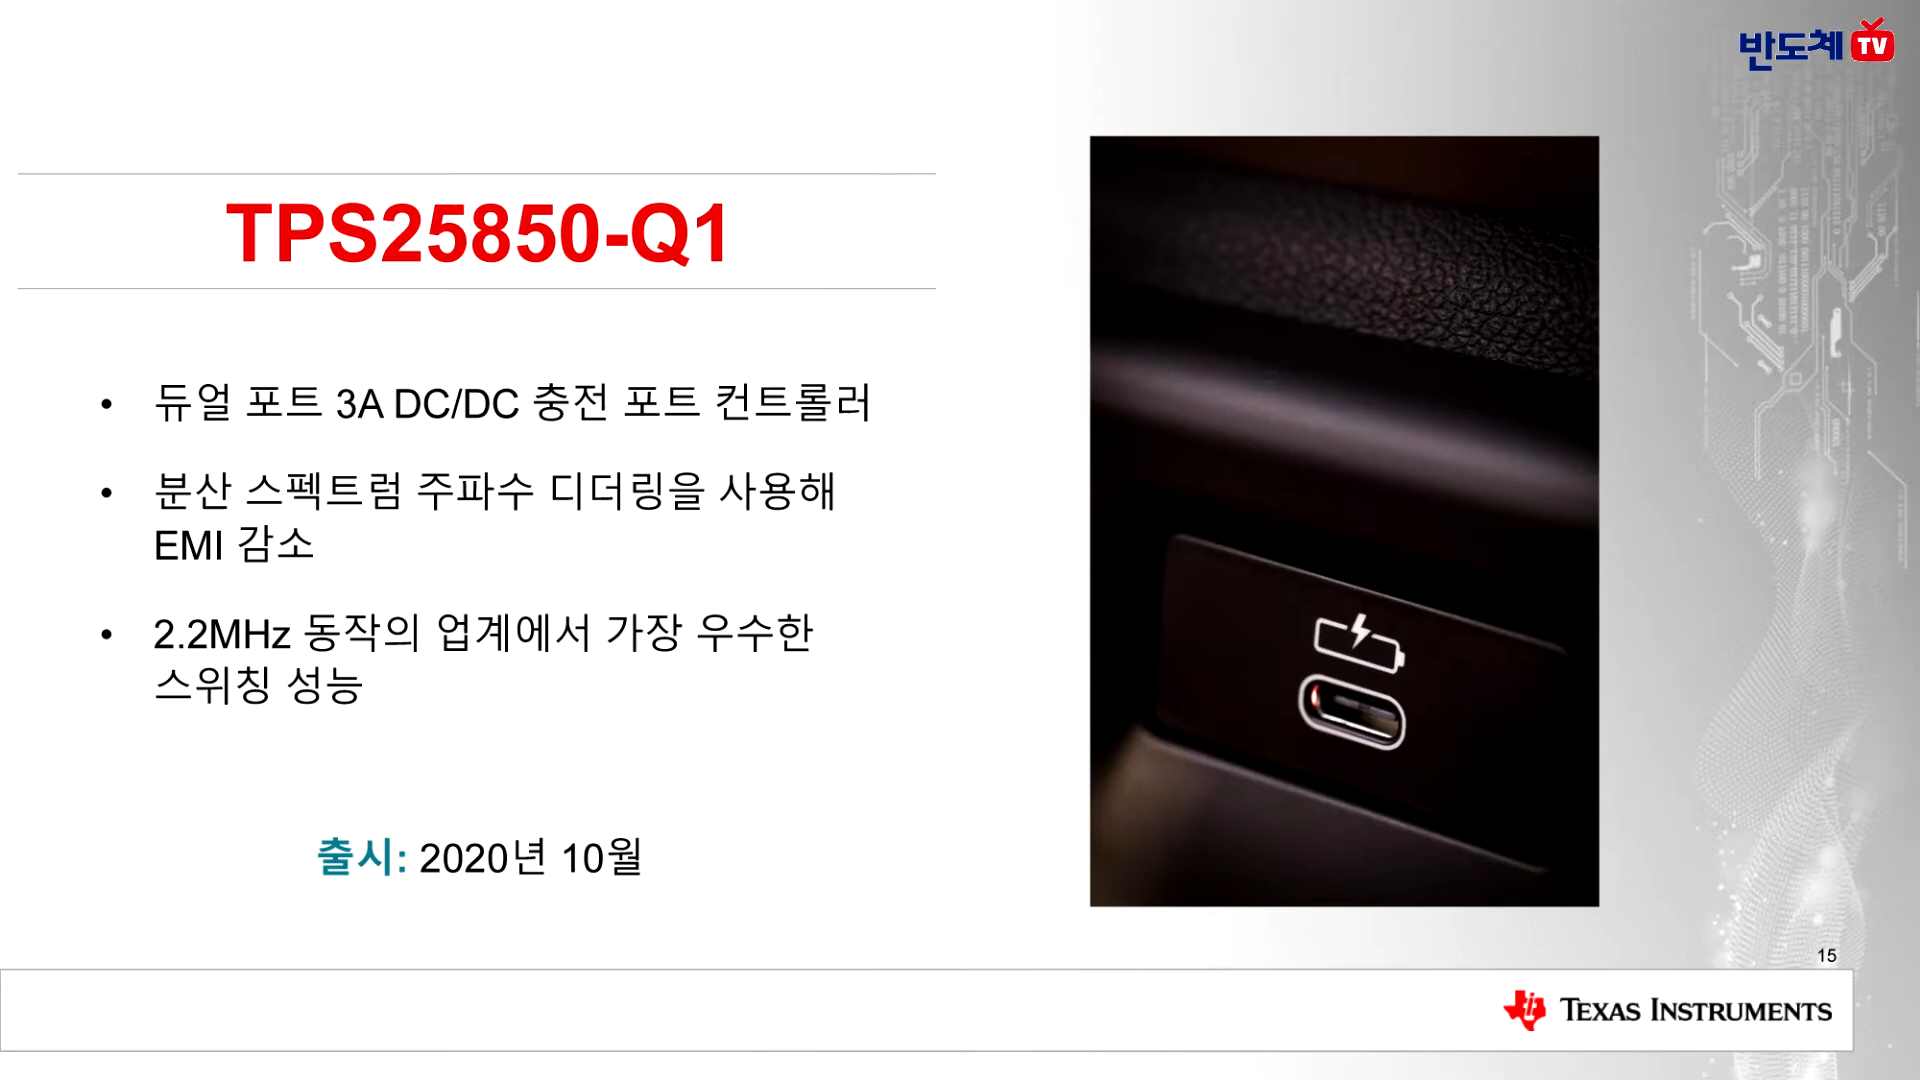 반도체 TV
TPS25850-Q1
• 듀얼 포트 3A DC/DC 충전 포트 컨트롤러
• 분산 스펙트럼 주파수 디더링을 사용해
EMI 감소
• 2.2MHz 동작의 업계에서 가장 우수한
스위칭 성능
출시: 2020년 10월
15
TEXAS INSTRUMENTS